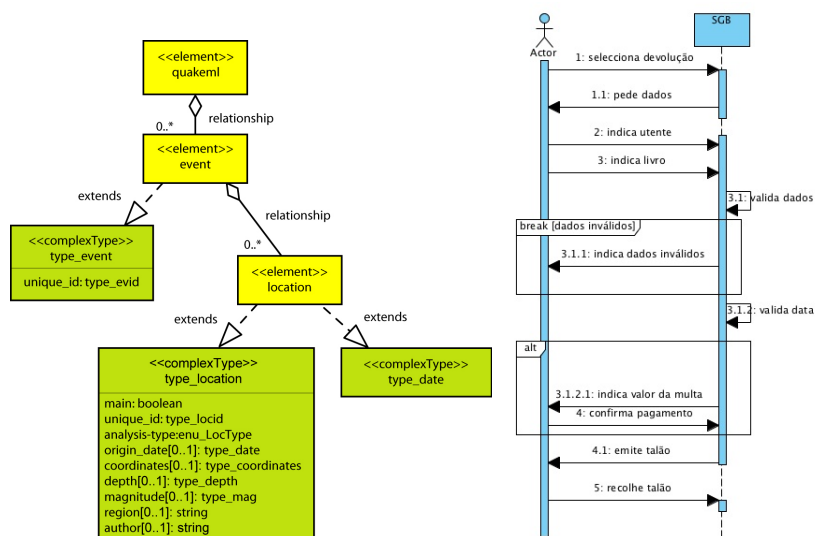 <<element>>
quakeml
relationship
0..*
<<element>>
event
extends
relationship
<<complexType>>
type_event
unique_id: type_evid
0..*
<<element>>
location
extends
extends
<<complexType>>
type_location
main: boolean
unique_id: type_locid
analysis-type:enu_LocType
origin_date[0..1]: type_date
coordinates[0..1]: type_coordinates
depth[0..1]: type_depth
magnitude[0..1]: type_mag
region[0..1]: string
author[0..1]: string
<<complexType>>
type_date
Actor
SGB
1: selecciona devolução
1.1: pede dados
2: indica utente
3: indica livro
3.1: valida dados
break [dados inválidos]
3.1.1: indica dados inválidos
3.1.2: valida data
alt
3.1.2.1: indica valor da multa
4: confirma pagamento
4.1: emite talão
5: recolhe talão